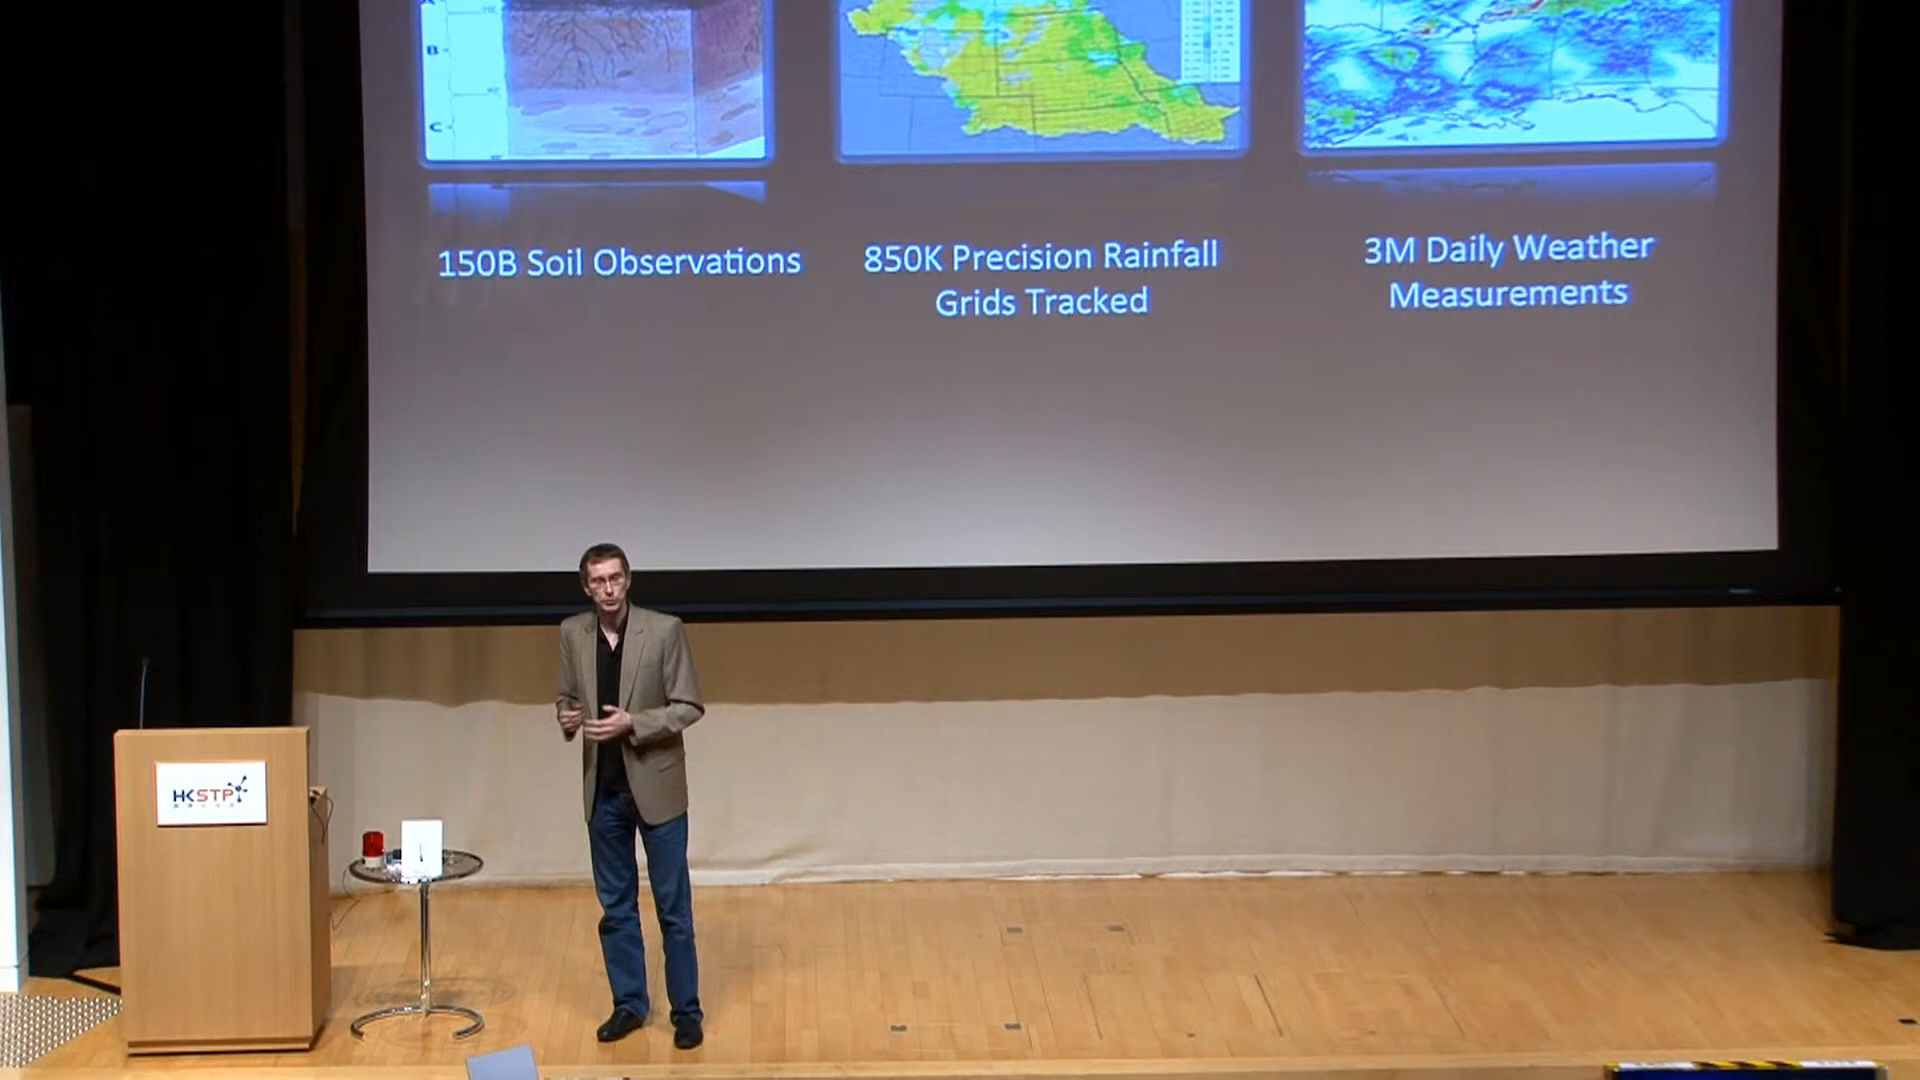 B
C
150B Soil Observations
850K Precision Rainfall
Grids Tracked
3M Daily Weather
Measurements
HKSTP